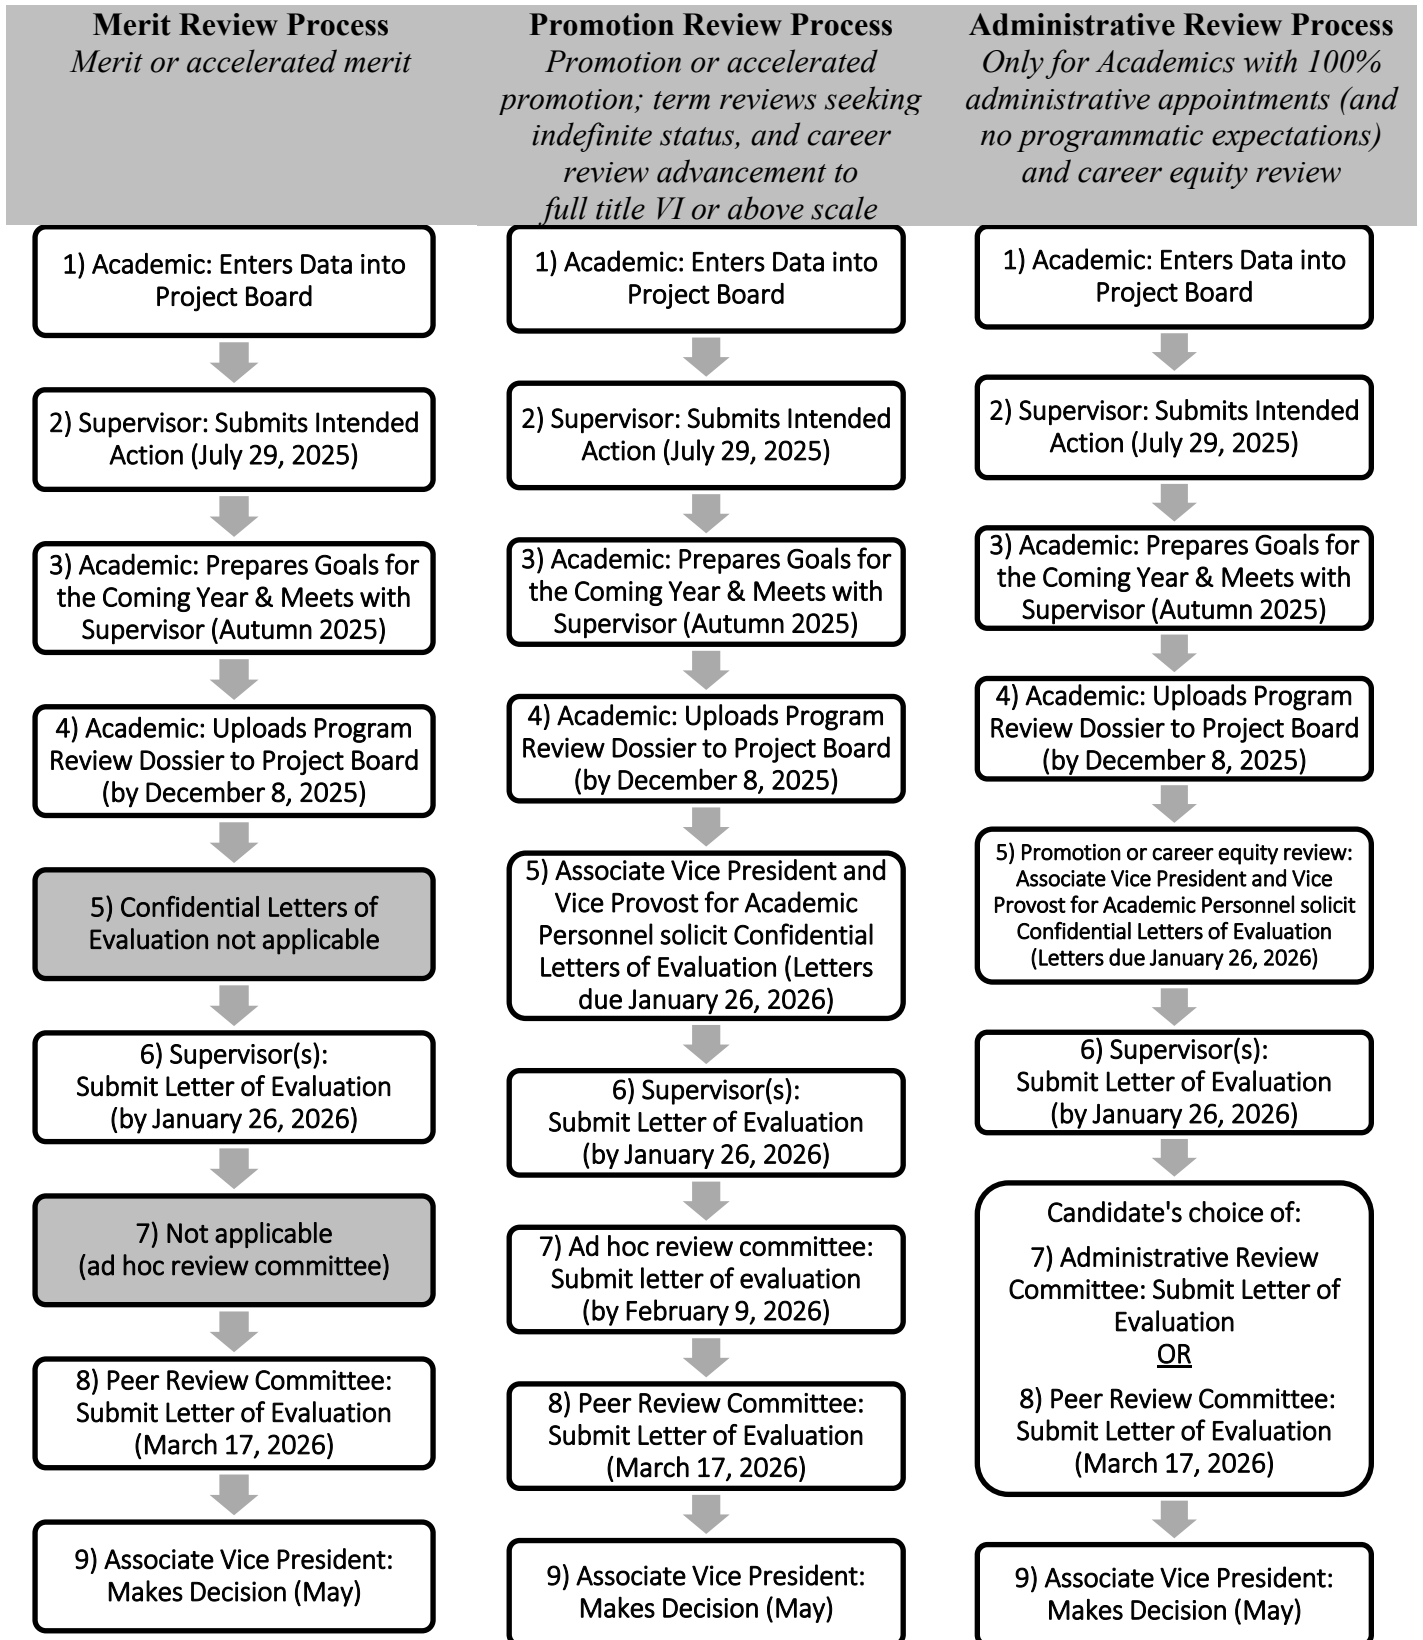 Merit Review Process
Merit or accelerated merit
1) Academic: Enters Data into
Project Board
2) Supervisor: Submits Intended
Action (July 29, 2025)
3) Academic: Prepares Goals for
the Coming Year & Meets with
Supervisor (Autumn 2025)
4) Academic: Uploads Program
Review Dossier to Project Board
(by December 8, 2025)
5) Confidential Letters of
Evaluation not applicable
6) Supervisor(s):
Submit Letter of Evaluation
(by January 26, 2026)
7) Not applicable
(ad hoc review committee)
8) Peer Review Committee:
Submit Letter of Evaluation
(March 17, 2026)
9) Associate Vice President:
Makes Decision (May)
Promotion Review Process
Promotion or accelerated
promotion; term reviews seeking
indefinite status, and career
review advancement to
full title VI or above scale
1) Academic: Enters Data into
Project Board
2) Supervisor: Submits Intended
Action (July 29, 2025)
3) Academic: Prepares Goals for
the Coming Year & Meets with
Supervisor (Autumn 2025)
4) Academic: Uploads Program
Review Dossier to Project Board
(by December 8, 2025)
5) Associate Vice President and
Vice Provost for Academic
Personnel solicit Confidential
Letters of Evaluation (Letters
due January 26, 2026)
6) Supervisor(s):
Submit Letter of Evaluation
(by January 26, 2026)
7) Ad hoc review committee:
Submit letter of evaluation
(by February 9, 2026)
8) Peer Review Committee:
Submit Letter of Evaluation
(March 17, 2026)
9) Associate Vice President:
Makes Decision (May)
Administrative Review Process
Only for Academics with 100%
administrative appointments (and
no programmatic expectations)
and career equity review
1) Academic: Enters Data into
Project Board
2) Supervisor: Submits Intended
Action (July 29, 2025)
3) Academic: Prepares Goals for
the Coming Year & Meets with
Supervisor (Autumn 2025)
4) Academic: Uploads Program
Review Dossier to Project Board
(by December 8, 2025)
5) Promotion or career equity review:
Associate Vice President and Vice
Provost for Academic Personnel solicit
Confidential Letters of Evaluation
(Letters due January 26, 2026)
6) Supervisor(s):
Submit Letter of Evaluation
(by January 26, 2026)
Candidate's choice of:
7) Administrative Review
Committee: Submit Letter of
Evaluation
OR
8) Peer Review Committee:
Submit Letter of Evaluation
(March 17, 2026)
9) Associate Vice President:
Makes Decision (May)